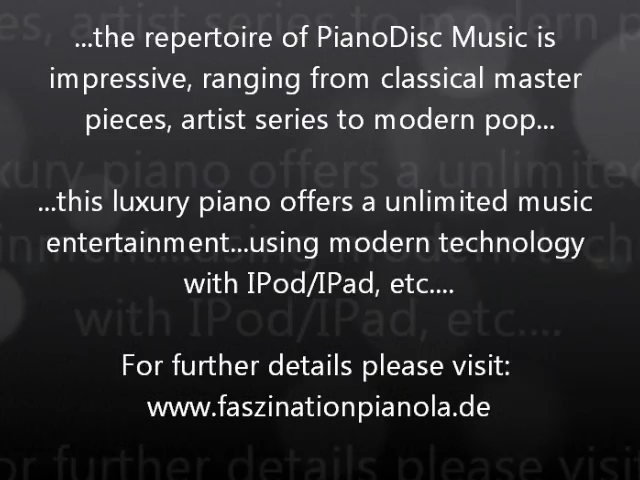 ...the repertoire of PianoDisc Music is
impressive, ranging from classical master
pieces, artist series to modern pop...
...this luxury piano offers a unlimited music
entertainment...using modern technology
with IPod/IPad, etc....
For further details please visit:
www.faszinationpianola.de